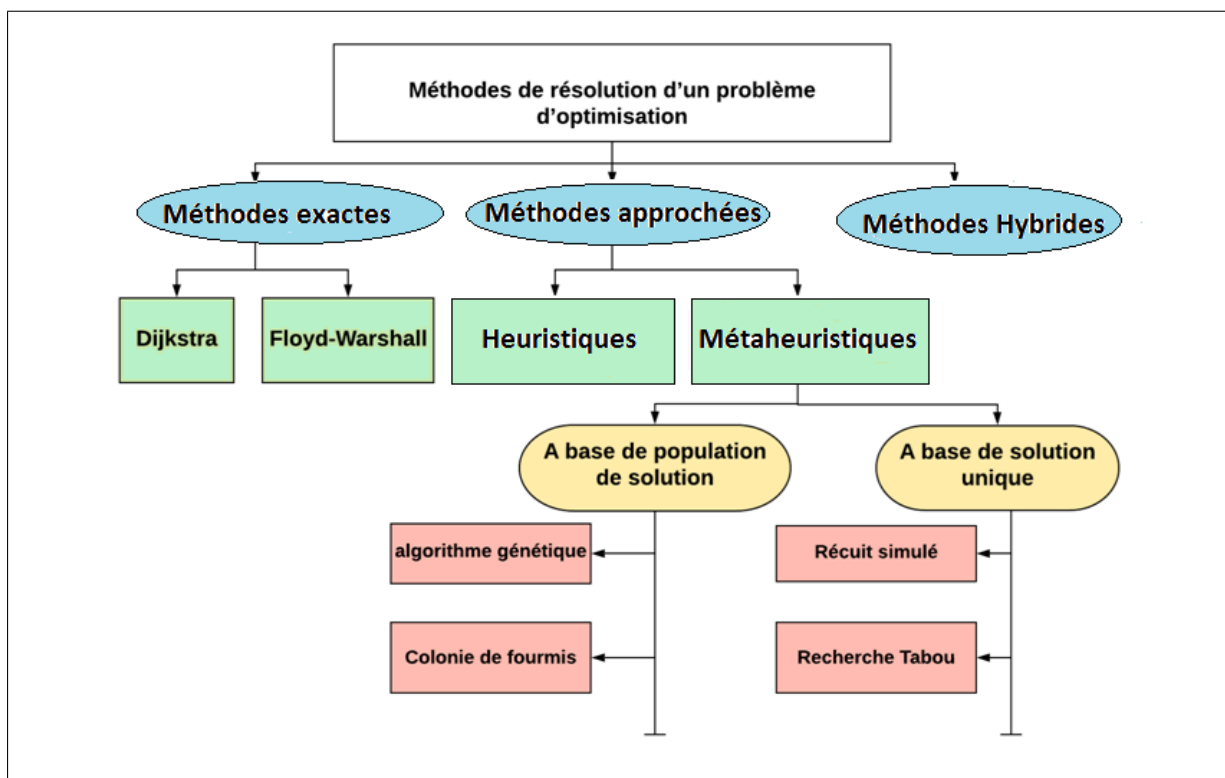 Méthodes de résolution d'un problème
d'optimisation
Méthodes exactes
Méthodes approchées
Méthodes Hybrides
Dijkstra
Floyd-Warshall
Heuristiques
Métaheuristiques
A base de population
de solution
A base de solution
unique
algorithme génétique
Récuit simulé
Colonie de fourmis
Recherche Tabou